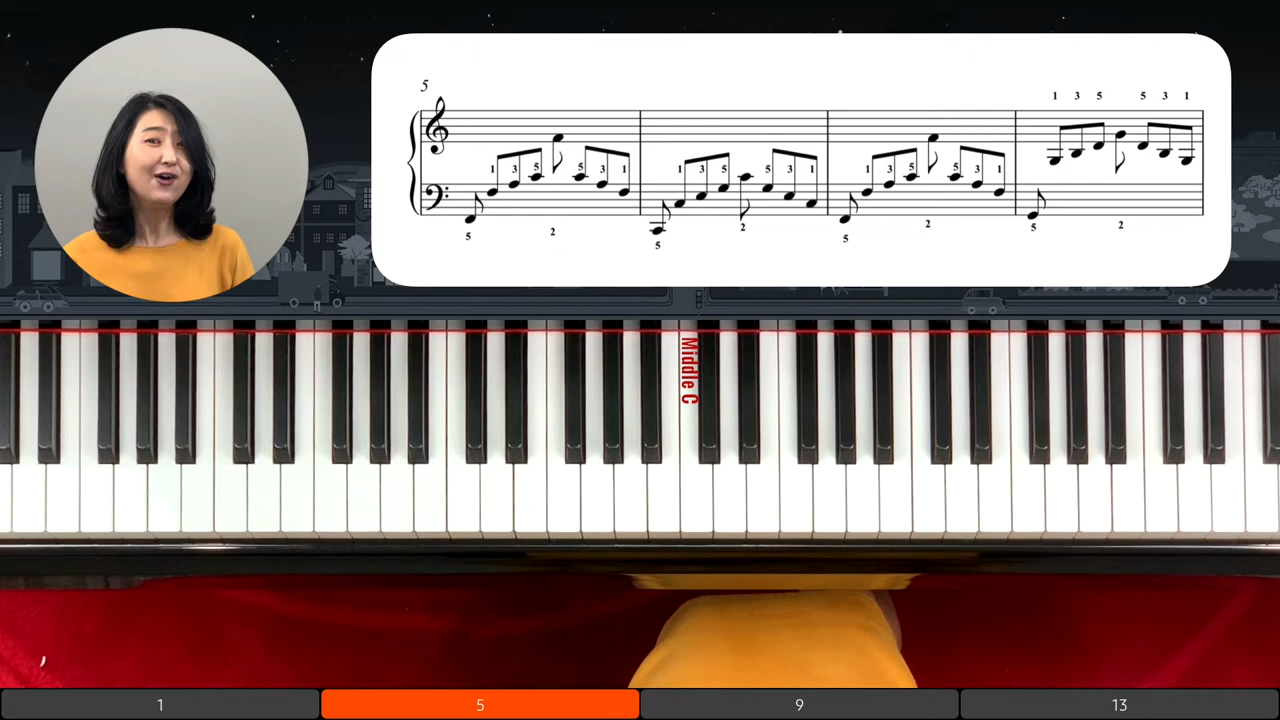 5
1 3 5 5 3 1
1 3 5 5 3 1 1 3 5 5 3 1 1 3 5 5 3 1
5 2 5 2 5 2 5 2
Middle C
1 5 9 13